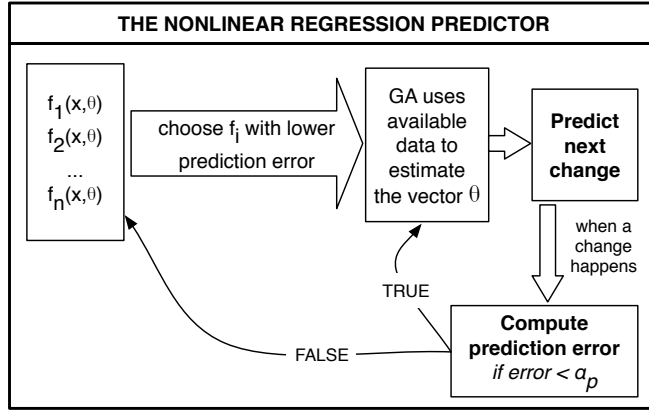 THE NONLINEAR REGRESSION PREDICTOR
f1(x,θ)
f2(x,θ)
...
fn(x,θ)
choose fi with lower
prediction error
GA uses
available
data to
estimate
the vector θ
Predict
next
change
when a
change
happens
TRUE
FALSE
Compute
prediction error
if error < αp